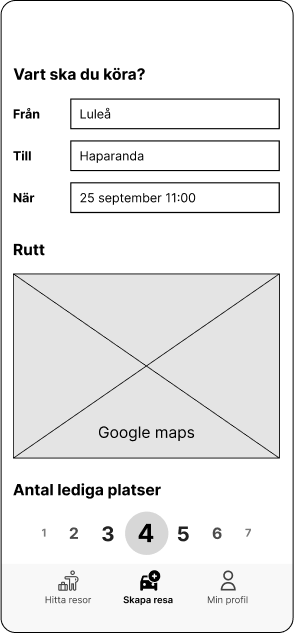 Vart ska du köra?
Från Luleå
Till Haparanda
När 25 september 11:00
Rutt
Google maps
Antal lediga platser
1 2 3 4 5 6 7
Hitta resor Skapa resa Min profil